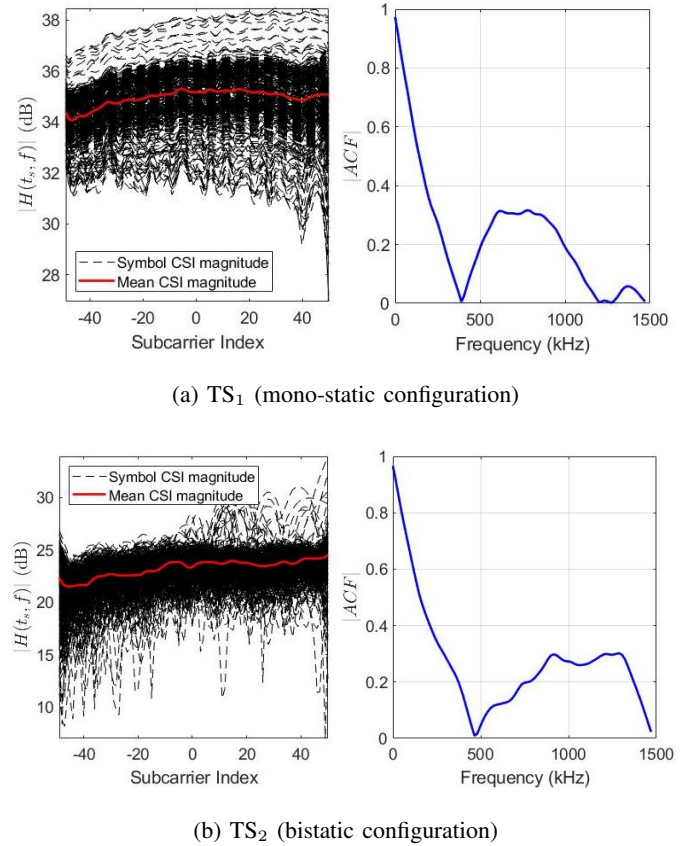 38
36
34
32
30
28
|H(t_s, f)| (dB)
Symbol CSI magnitude
Mean CSI magnitude
-40 -20 0 20 40
Subcarrier Index
1
0.8
0.6
0.4
0.2
0
|ACF|
0 500 1000 1500
Frequency (kHz)
(a) TS₁ (mono-static configuration)
30
25
20
15
10
|H(t_s, f)| (dB)
Symbol CSI magnitude
Mean CSI magnitude
-40 -20 0 20 40
Subcarrier Index
1
0.8
0.6
0.4
0.2
0
|ACF|
0 500 1000 1500
Frequency (kHz)
(b) TS₂ (bistatic configuration)